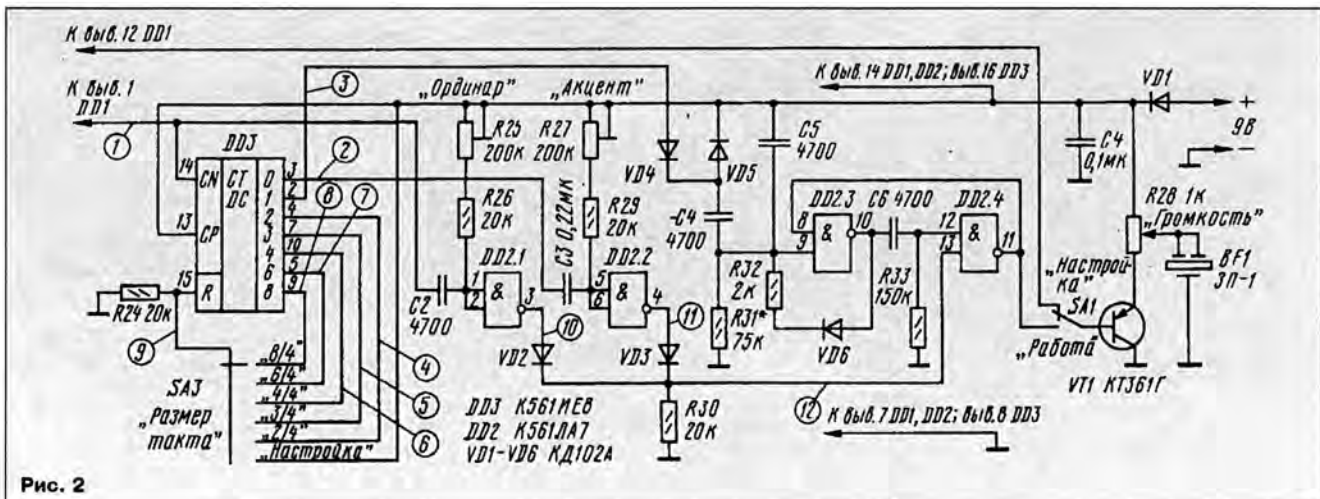 К выв. 12 DD1
К выв. 1
DD1
1
3
„Ординар"
„Акцент"
К выв. 14 DD1, DD2; выв. 16 DD3
VD1
+
9В
−
R25
200к
R27
200к
C5
4700
C4
0,1мк
DD3
14
CN
CT
DC
0
3
2
1
2
8
7
2
4
13
CP
3
7
4
10
6
5
8
9
15
R
R24 20к
9
R26
20к
C3 0,22мк
R29
20к
VD4
VD5
C4
4700
DD2.3
C6 4700
DD2.4
8
9
&
10
12
13
&
11
R28 1к
„Громкость"
BF1
ЗП-1
DD2.1
1
2
&
3
DD2.2
5
6
&
4
C2
4700
10
11
VD2
VD3
R32
2к
R31*
75к
VD6
R33
150к
„Настрой-
ка"
SA1
„Работа"
VT1 КТ361Г
SA3
„Размер
такта"
„8/4"
„6/4"
„4/4"
„3/4"
„2/4"
„Настройка"
4
5
6
DD3 К561ИЕ8
DD2 К561ЛА7
VD1-VD6 КД102А
R30
20к
12
К выв. 7 DD1, DD2; выв. 8 DD3
Рис. 2